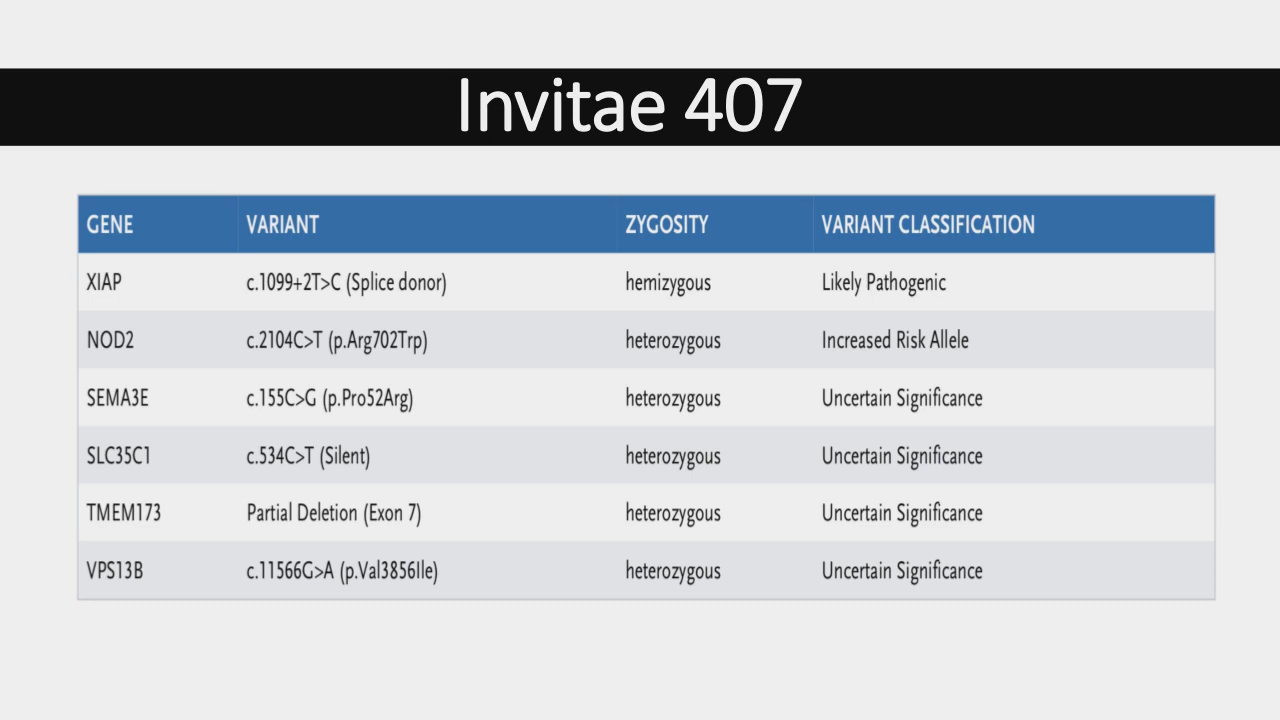 Invitae 407
GENE VARIANT ZYGOSITY VARIANT CLASSIFICATION
XIAP c.1099+2T>C (Splice donor) hemizygous Likely Pathogenic
NOD2 c.2104C>T (p.Arg702Trp) heterozygous Increased Risk Allele
SEMA3E c.155C>G (p.Pro52Arg) heterozygous Uncertain Significance
SLC35C1 c.534C>T (Silent) heterozygous Uncertain Significance
TMEM173 Partial Deletion (Exon 7) heterozygous Uncertain Significance
VPS13B c.11566G>A (p.Val3856Ile) heterozygous Uncertain Significance